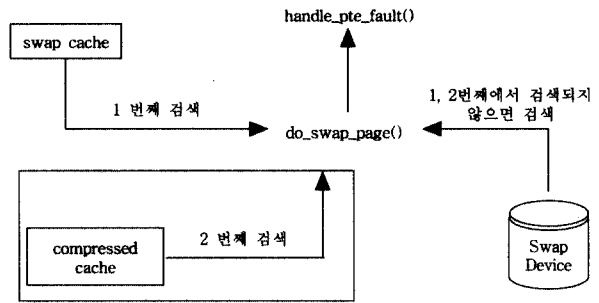 handle_pte_fault()
swap cache
1 번째 검색
1, 2번째에서 검색되지
않으면 검색
do_swap_page()
2 번째 검색
compressed
cache
Swap
Device